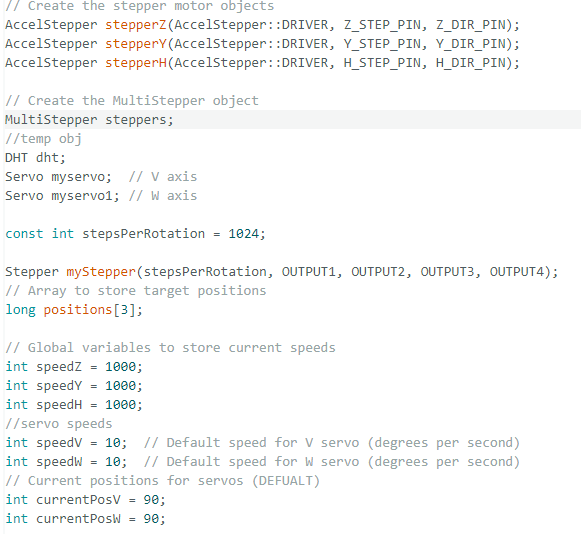 // Create the stepper motor objects
AccelStepper stepperZ(AccelStepper::DRIVER, Z_STEP_PIN, Z_DIR_PIN);
AccelStepper stepperY(AccelStepper::DRIVER, Y_STEP_PIN, Y_DIR_PIN);
AccelStepper stepperH(AccelStepper::DRIVER, H_STEP_PIN, H_DIR_PIN);
// Create the MultiStepper object
MultiStepper steppers;
//temp obj
DHT dht;
Servo myservo;  // V axis
Servo myservo1; // W axis
const int stepsPerRotation = 1024;
Stepper myStepper(stepsPerRotation, OUTPUT1, OUTPUT2, OUTPUT3, OUTPUT4);
// Array to store target positions
long positions[3];
// Global variables to store current speeds
int speedZ = 1000;
int speedY = 1000;
int speedH = 1000;
//servo speeds
int speedV = 10;  // Default speed for V servo (degrees per second)
int speedW = 10;  // Default speed for W servo (degrees per second)
// Current positions for servos (DEFUALT)
int currentPosV = 90;
int currentPosW = 90;